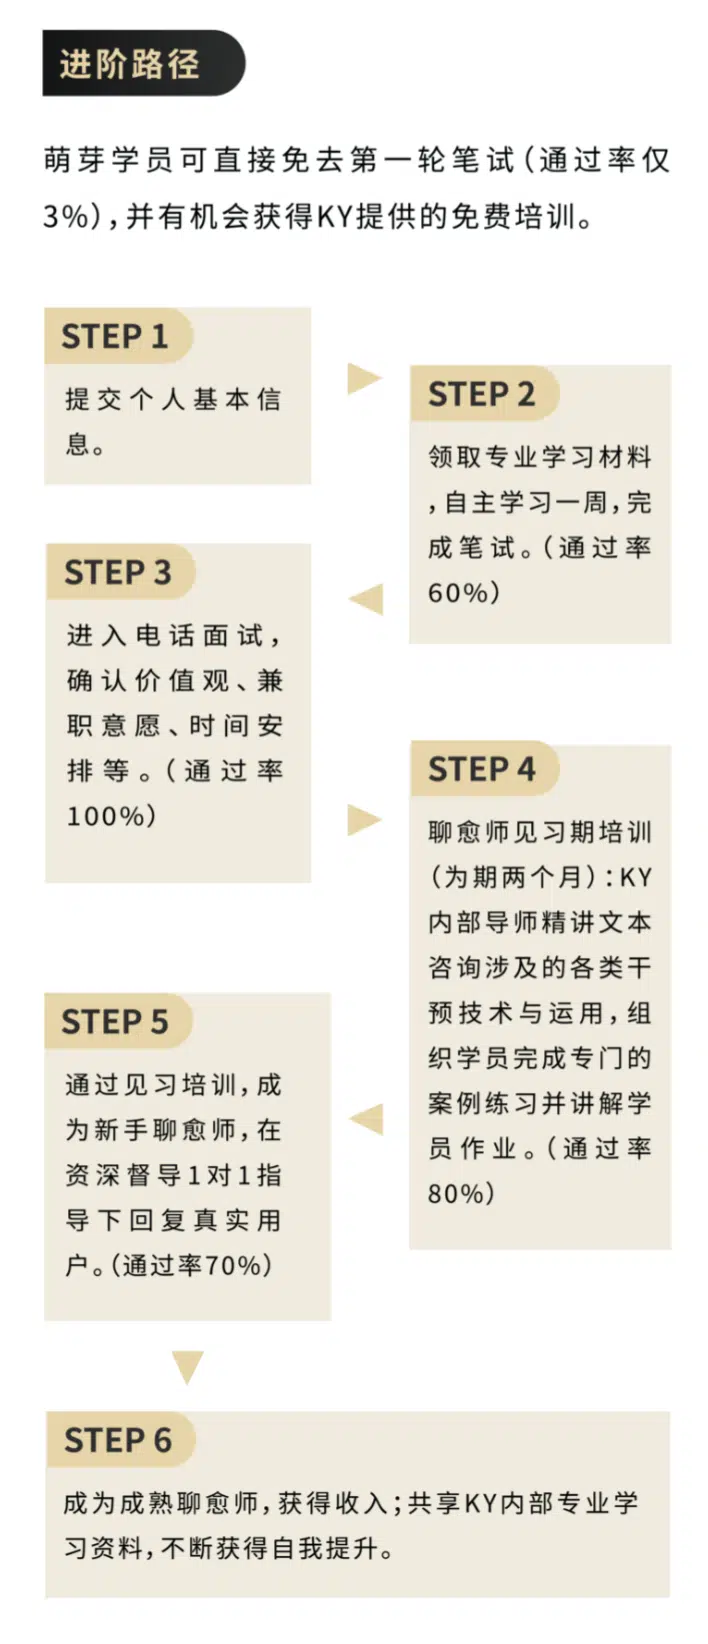 进阶路径
萌芽学员可直接免去第一轮笔试(通过率仅
3%),并有机会获得KY提供的免费培训。
STEP 1
提交个人基本信
息。
STEP 2
领取专业学习材料
,自主学习一周,完
成笔试。(通过率
60%)
STEP 3
进入电话面试,
确认价值观、兼
职意愿、时间安
排等。(通过率
100%)
STEP 4
聊愈师见习期培训
(为期两个月):KY
内部导师精讲文本
咨询涉及的各类干
预技术与运用,组
织学员完成专门的
案例练习并讲解学
员作业。(通过率
80%)
STEP 5
通过见习培训,成
为新手聊愈师,在
资深督导1对1指
导下回复真实用
户。(通过率70%)
STEP 6
成为成熟聊愈师,获得收入;共享KY内部专业学
习资料,不断获得自我提升。